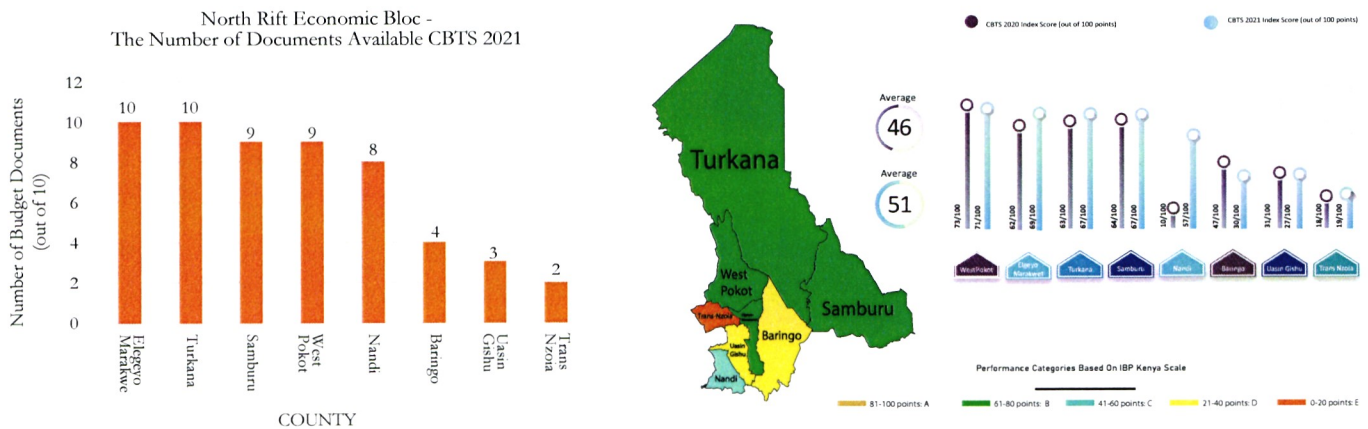 North Rift Economic Bloc -
The Number of Documents Available CBTS 2021
Number of Budget Documents
(out of 10)
12
10
8
6
4
2
0
10
10
9
9
8
4
3
2
Elegeyo
Marakwe
Turkana
Samburu
West
Pokot
Nandi
Baringo
Uasin
Gishu
Trans
Nzoia
COUNTY
Turkana
West
Pokot
Samburu
Trans Nzoia
Baringo
Uasin
Gishu
Nandi
Average
46
Average
51
CBTS 2020 Index Score (out of 100 points)
CBTS 2021 Index Score (out of 100 points)
73/100
71/100
62/100
69/100
63/100
67/100
64/100
67/100
10/100
57/100
47/100
30/100
31/100
27/100
18/100
19/100
West Pokot
Elgeyo
Marakwet
Turkana
Samburu
Nandi
Baringo
Uasin Gishu
Trans Nzoia
Performance Categories Based On IBP Kenya Scale
81-100 points: A
61-80 points: B
41-60 points: C
21-40 points: D
0-20 points: E